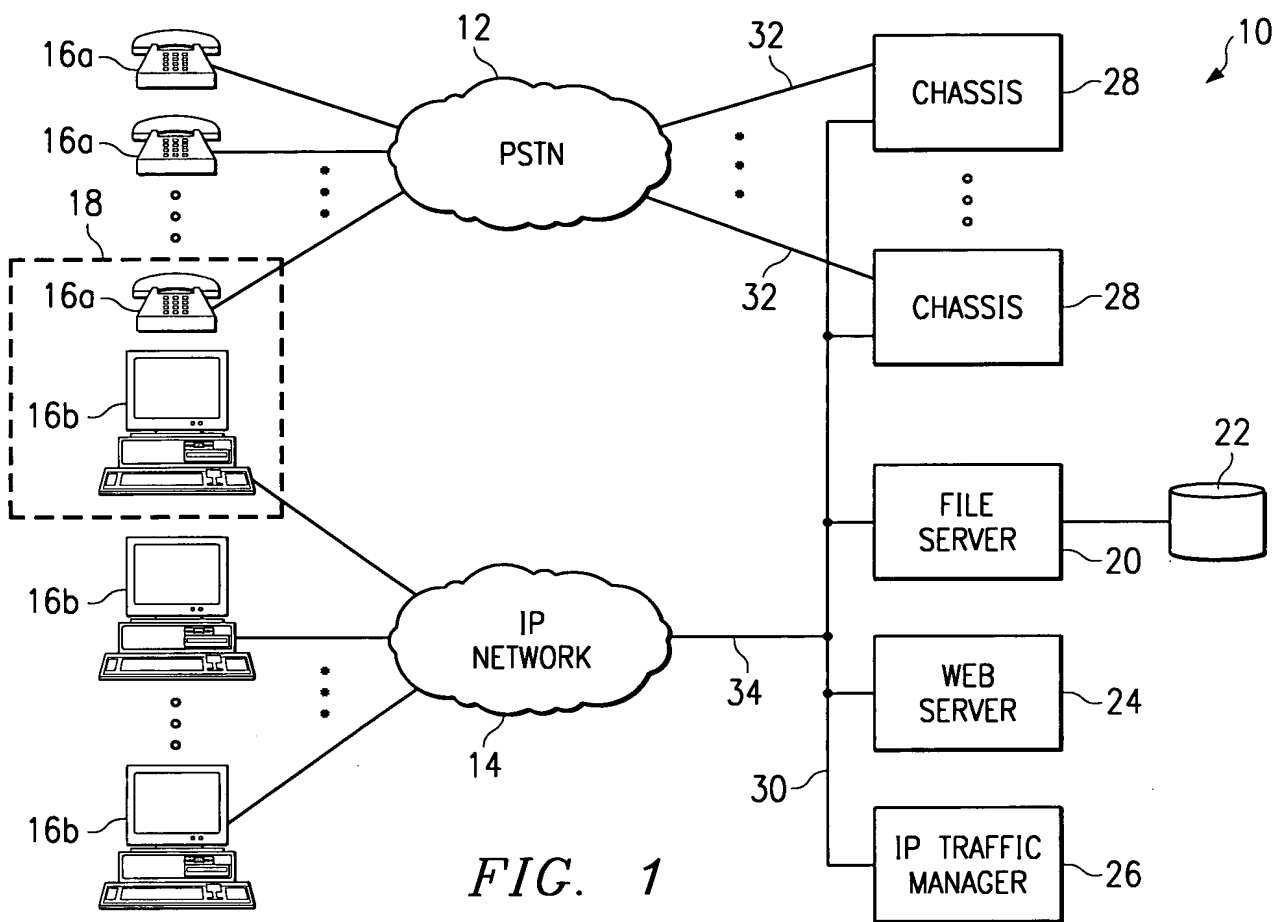 10
16a
12
32
CHASSIS
28
PSTN
16a
18
16a
32
CHASSIS
28
16b
22
FILE
SERVER
20
16b
IP
NETWORK
34
WEB
SERVER
24
14
30
16b
IP TRAFFIC
MANAGER
26
FIG. 1